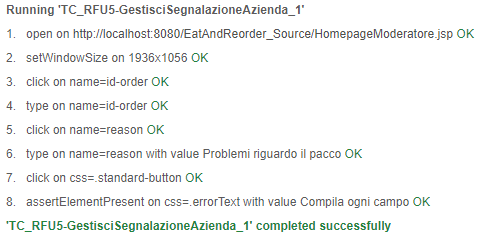 Running 'TC_RFU5-GestisciSegnalazioneAzienda_1'
1. open on http://localhost:8080/EatAndReorder_Source/HomepageModeratore.jsp OK
2. setWindowSize on 1936x1056 OK
3. click on name=id-order OK
4. type on name=id-order OK
5. click on name=reason OK
6. type on name=reason with value Problemi riguardo il pacco OK
7. click on css=.standard-button OK
8. assertElementPresent on css=.errorText with value Compila ogni campo OK
'TC_RFU5-GestisciSegnalazioneAzienda_1' completed successfully